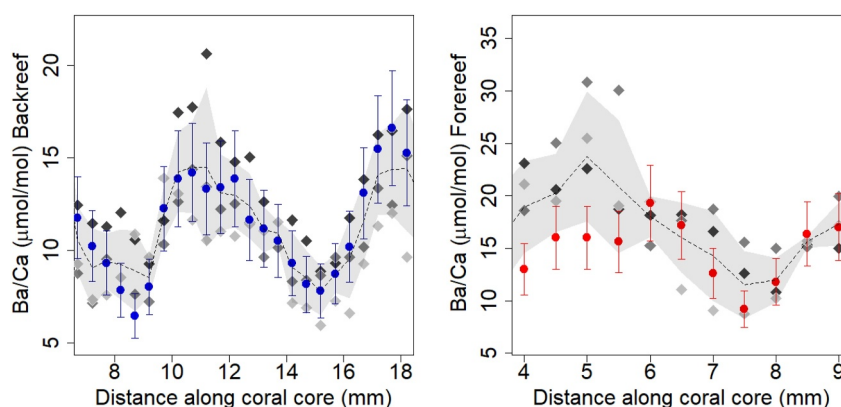 Ba/Ca (μmol/mol) Backreef
20
15
10
5
8 10 12 14 16 18
Distance along coral core (mm)
Ba/Ca (μmol/mol) Forereef
35
30
25
20
15
10
5
4 5 6 7 8 9
Distance along coral core (mm)